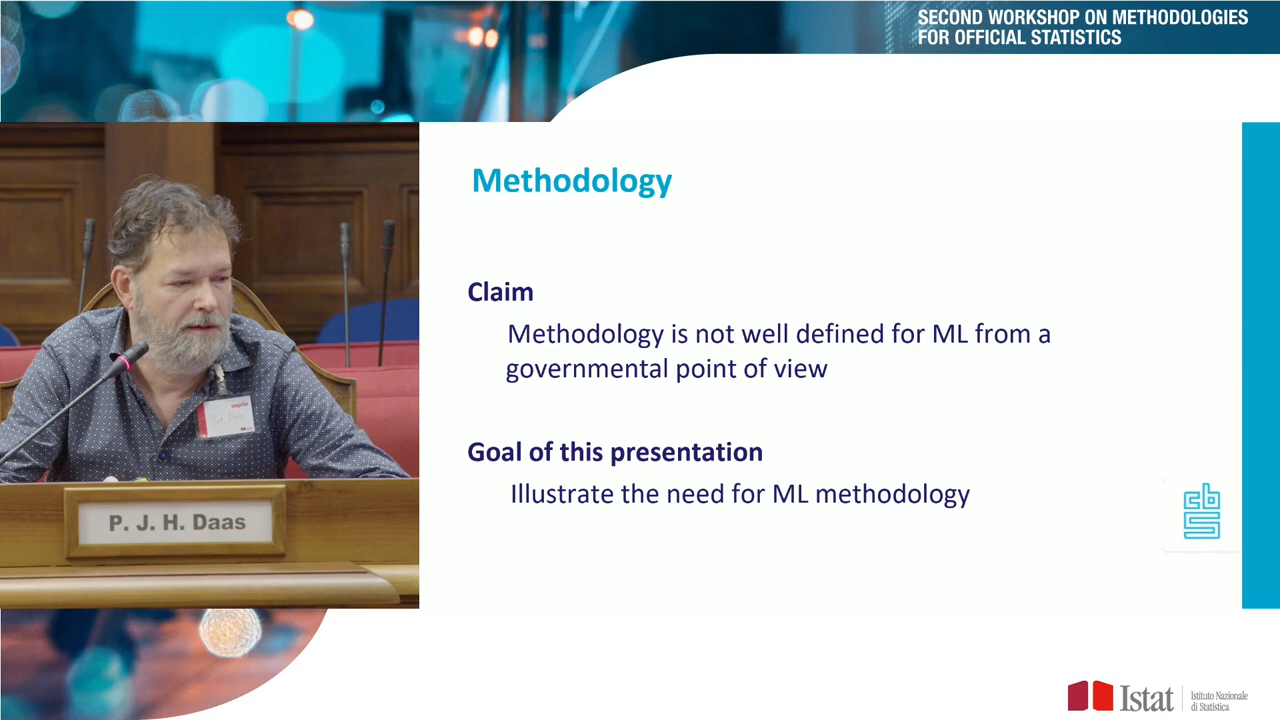 SECOND WORKSHOP ON METHODOLOGIES
FOR OFFICIAL STATISTICS
Methodology
Claim
Methodology is not well defined for ML from a
governmental point of view
Goal of this presentation
Illustrate the need for ML methodology
cbs
P. J. H. Daas
Istat
Istituto Nazionale
di Statistica